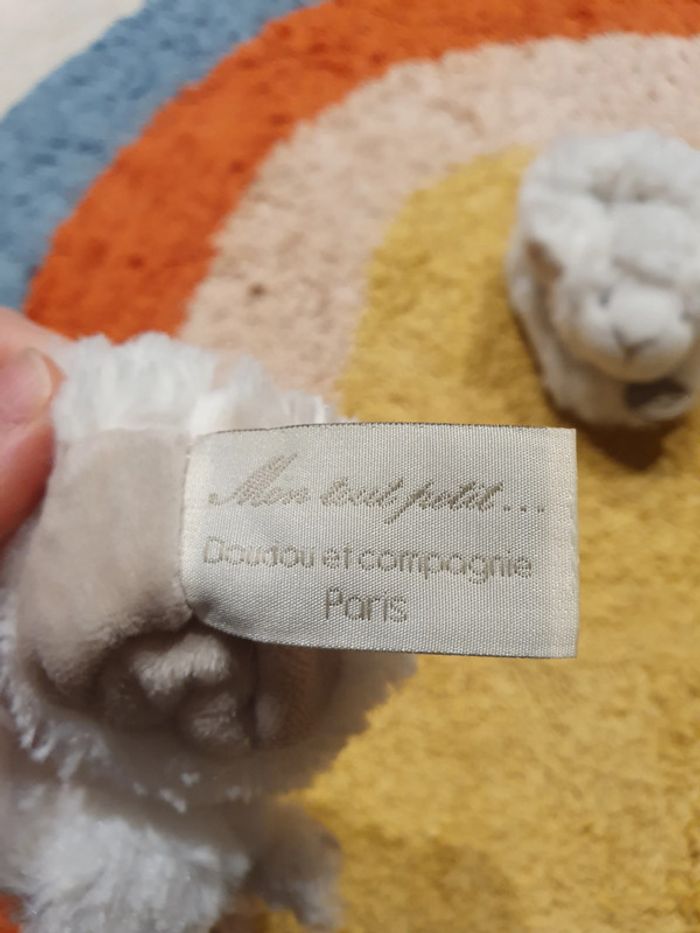 Mon tout petit...
Doudou et compagnie
Paris